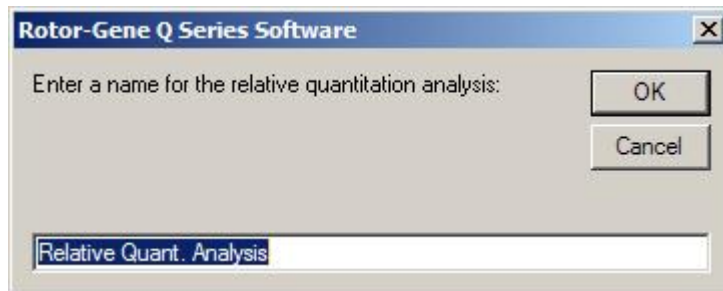 Rotor-Gene Q Series Software
Enter a name for the relative quantitation analysis:
OK
Cancel
Relative Quant. Analysis